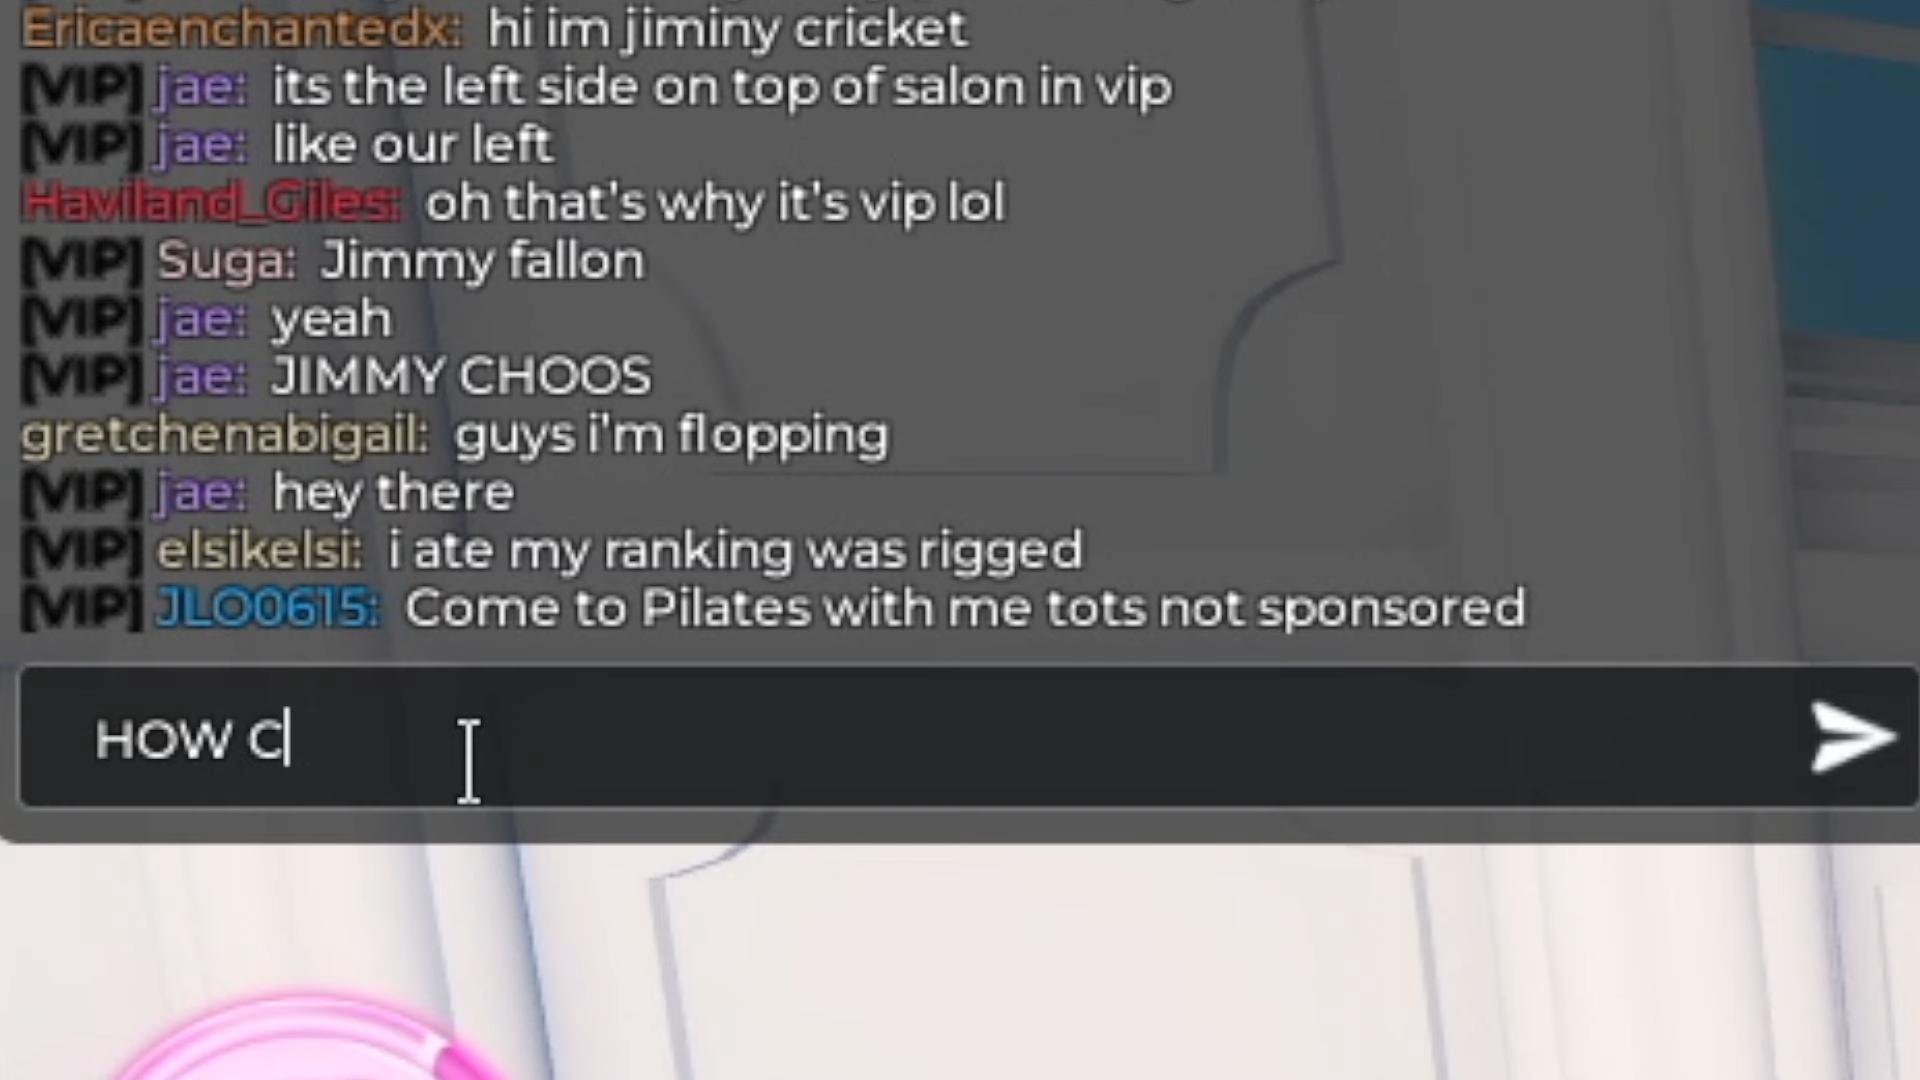 Ericaenchantedx: hi im jiminy cricket
[VIP] jae: its the left side on top of salon in vip
[VIP] jae: like our left
Haviland_Giles: oh that's why it's vip lol
[VIP] Suga: Jimmy fallon
[VIP] jae: yeah
[VIP] jae: JIMMY CHOOS
gretchenabigail: guys i'm flopping
[VIP] jae: hey there
[VIP] elsikelsi: i ate my ranking was rigged
[VIP] JLO0615: Come to Pilates with me tots not sponsored
HOW C